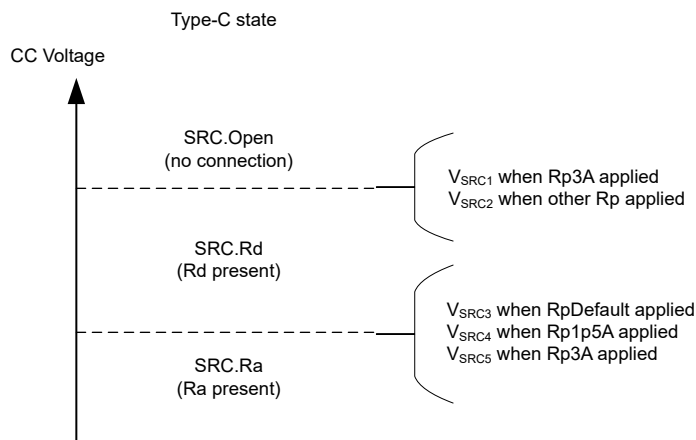 Type-C state
CC Voltage
SRC.Open
(no connection)
VSRC1 when Rp3A applied
VSRC2 when other Rp applied
SRC.Rd
(Rd present)
VSRC3 when RpDefault applied
VSRC4 when Rp1p5A applied
VSRC5 when Rp3A applied
SRC.Ra
(Ra present)